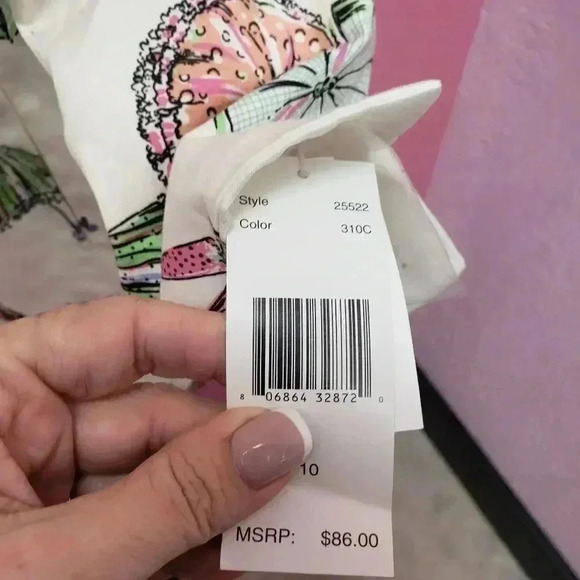 Style 25522
Color 310C
8 06864 32872 0
10
MSRP: $86.00